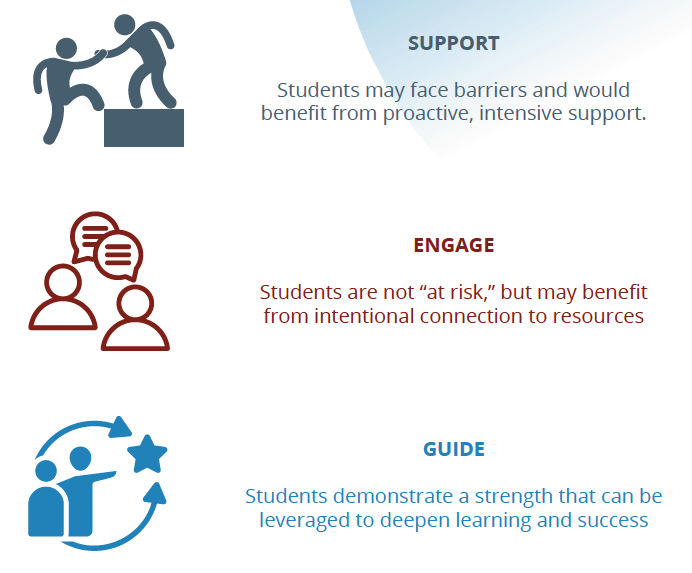 SUPPORT
Students may face barriers and would
benefit from proactive, intensive support.
ENGAGE
Students are not “at risk,” but may benefit
from intentional connection to resources
GUIDE
Students demonstrate a strength that can be
leveraged to deepen learning and success